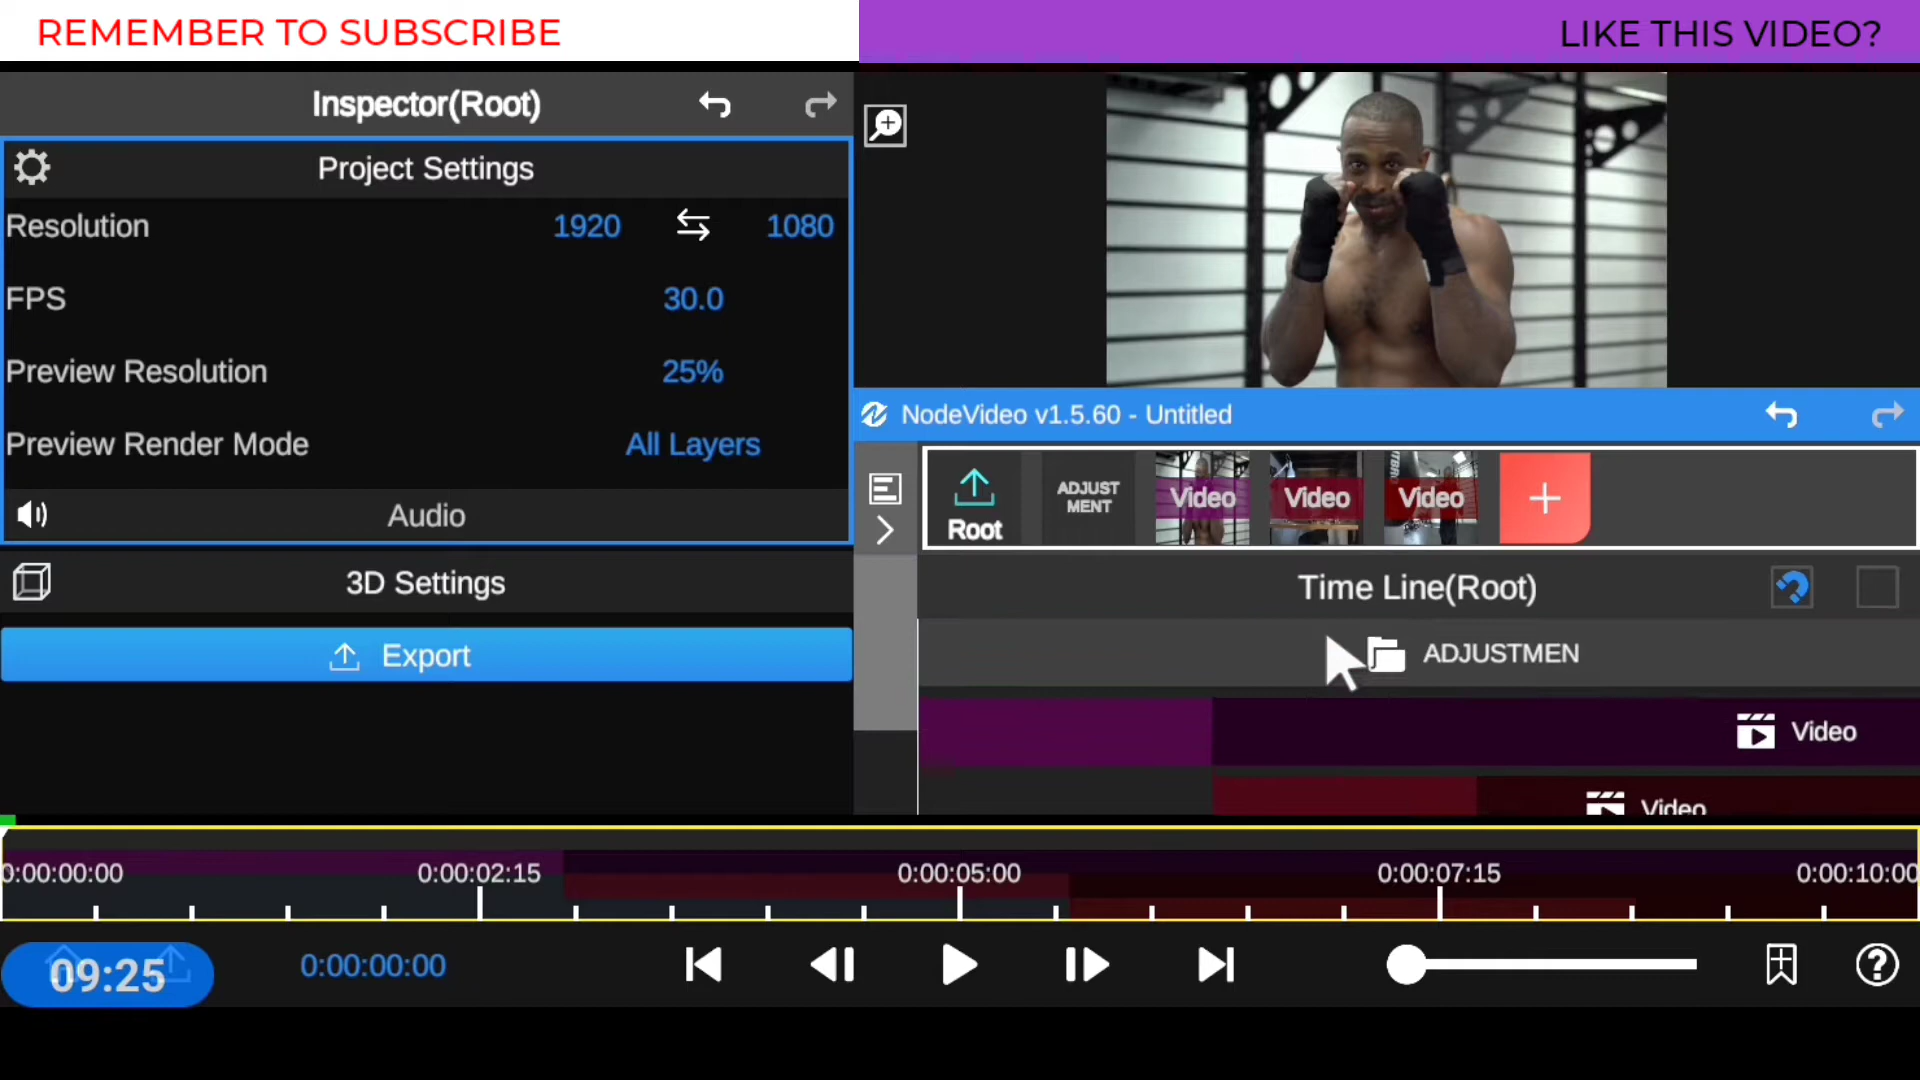 REMEMBER TO SUBSCRIBE
LIKE THIS VIDEO?
Inspector(Root)
Project Settings
Resolution 1920 1080
FPS 30.0
Preview Resolution 25%
Preview Render Mode All Layers
Audio
3D Settings
Export
NodeVideo v1.5.60 - Untitled
Root
ADJUST
MENT
Video
Video
Video
Time Line(Root)
ADJUSTMEN
Video
Video
0:00:00:00 0:00:02:15 0:00:05:00 0:00:07:15 0:00:10:00
09:25
0:00:00:00